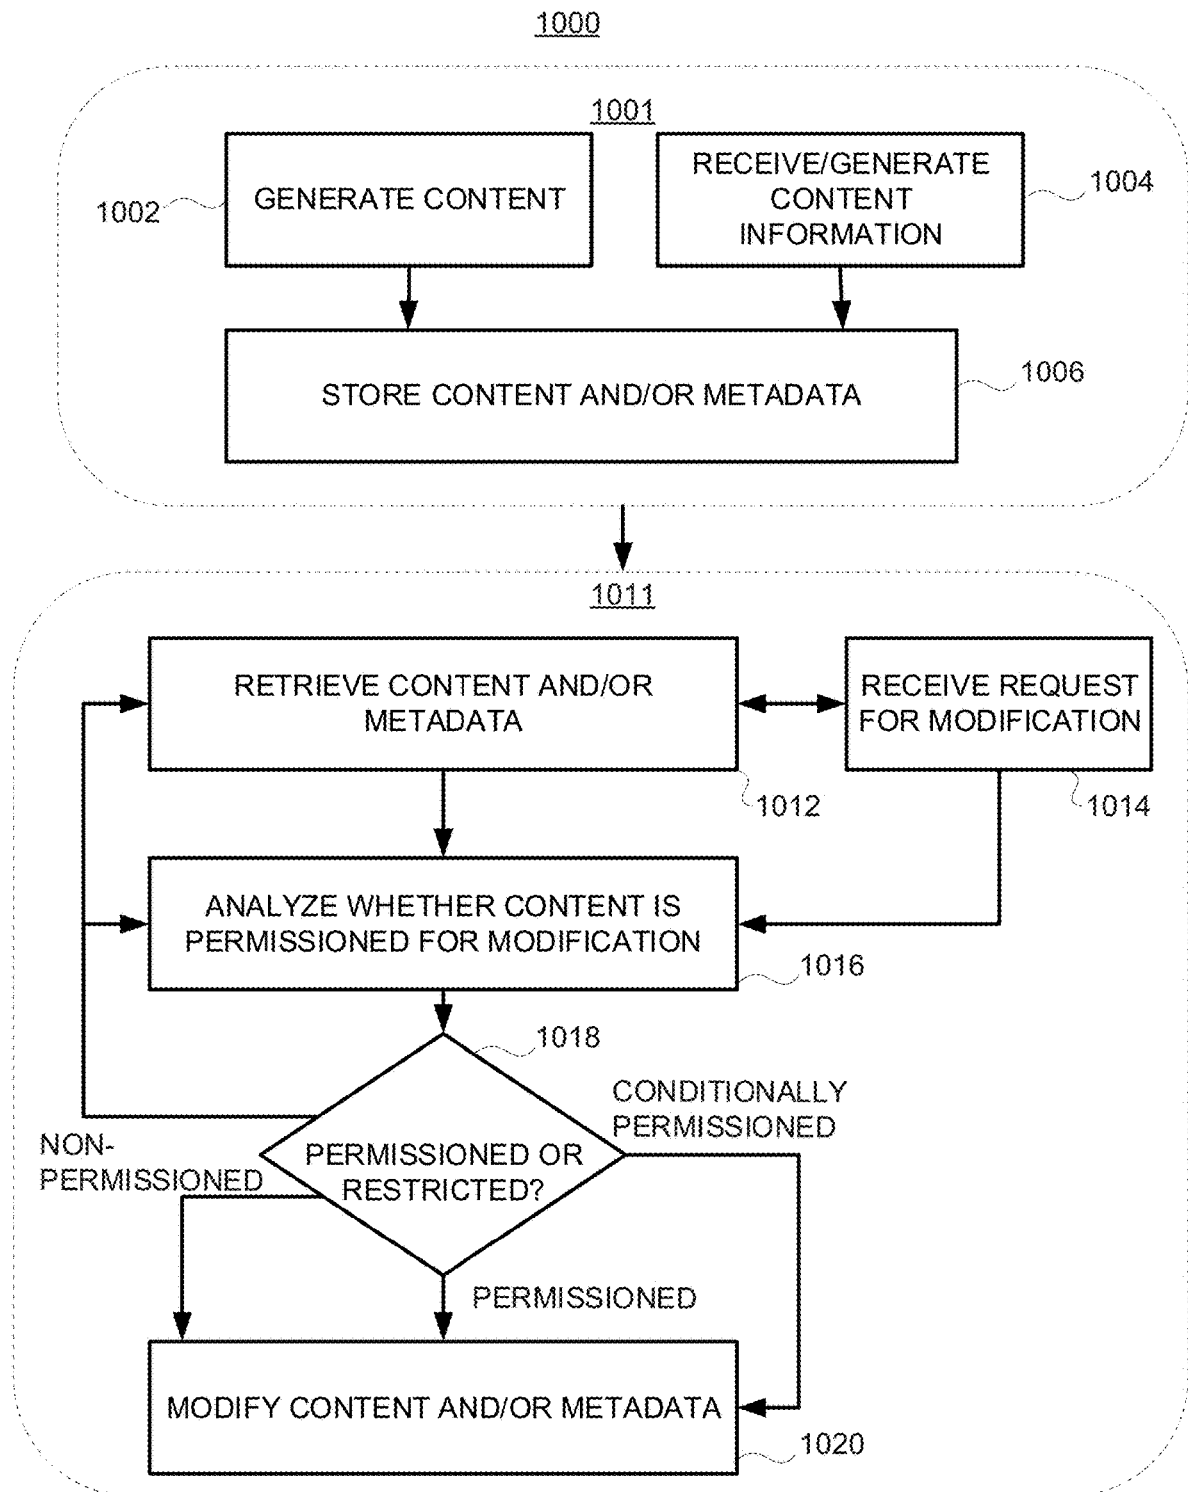 1000
1001
GENERATE CONTENT
1002
RECEIVE/GENERATE
CONTENT
INFORMATION
1004
STORE CONTENT AND/OR METADATA
1006
1011
RETRIEVE CONTENT AND/OR
METADATA
1012
RECEIVE REQUEST
FOR MODIFICATION
1014
ANALYZE WHETHER CONTENT IS
PERMISSIONED FOR MODIFICATION
1016
1018
PERMISSIONED OR
RESTRICTED?
CONDITIONALLY
PERMISSIONED
NON-
PERMISSIONED
PERMISSIONED
MODIFY CONTENT AND/OR METADATA
1020